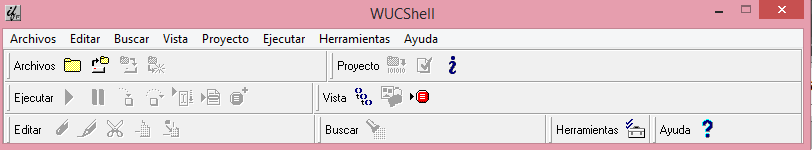 WUCShell
Archivos Editar Buscar Vista Proyecto Ejecutar Herramientas Ayuda
Archivos Proyecto
Ejecutar Vista
Editar Buscar Herramientas Ayuda